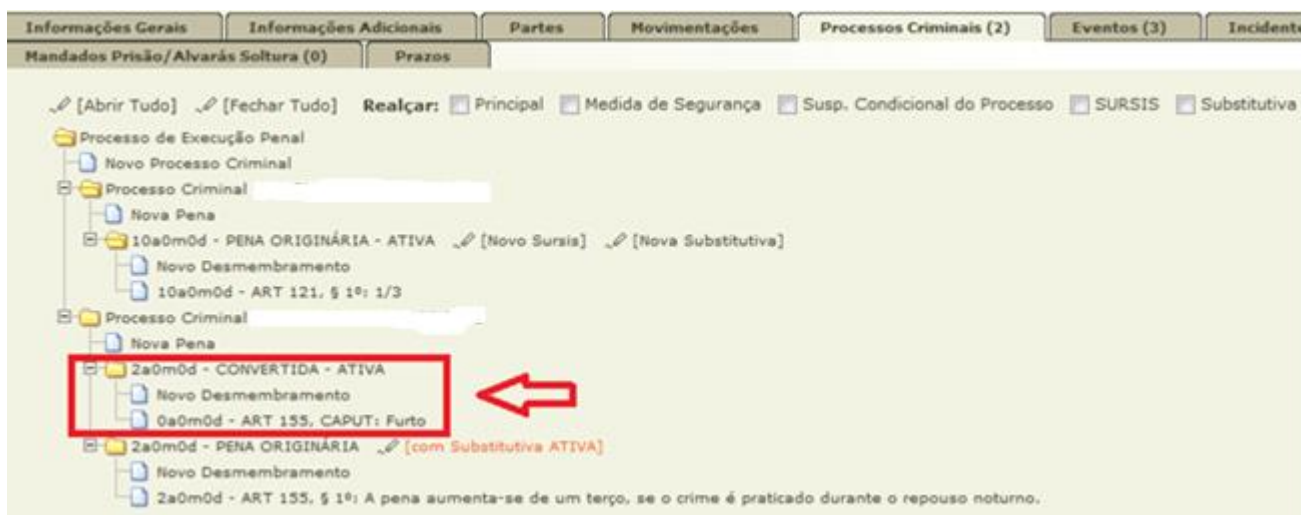 Informações Gerais Informações Adicionais Partes Movimentações Processos Criminais (2) Eventos (3) Incidente
Mandados Prisão/Alvarás Soltura (0) Prazos
[Abrir Tudo] [Fechar Tudo] Realçar: Principal Medida de Segurança Susp. Condicional do Processo SURSIS Substitutiva
Processo de Execução Penal
Novo Processo Criminal
Processo Criminal
Nova Pena
10a0m0d - PENA ORIGINÁRIA - ATIVA [Novo Sursis] [Nova Substitutiva]
Novo Desmembramento
10a0m0d - ART 121, § 1º: 1/3
Processo Criminal
Nova Pena
2a0m0d - CONVERTIDA - ATIVA
Novo Desmembramento
0a0m0d - ART 155, CAPUT: Furto
2a0m0d - PENA ORIGINÁRIA [com Substitutiva ATIVA]
Novo Desmembramento
2a0m0d - ART 155, § 1º: A pena aumenta-se de um terço, se o crime é praticado durante o repouso noturno.